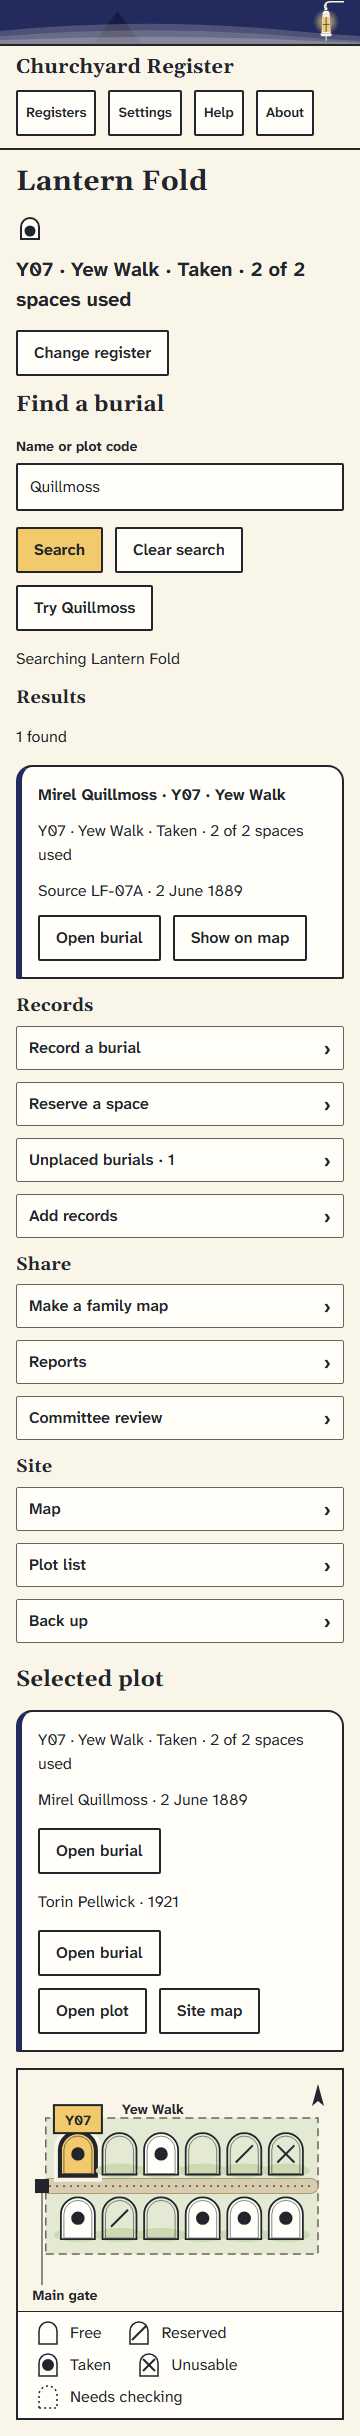 Churchyard Register
Registers
Settings
Help
About
Lantern Fold
Y07 · Yew Walk · Taken · 2 of 2
spaces used
Change register
Find a burial
Name or plot code
Quillmoss
Search
Clear search
Try Quillmoss
Searching Lantern Fold
Results
1 found
Mirel Quillmoss · Y07 · Yew Walk
Y07 · Yew Walk · Taken · 2 of 2 spaces
used
Source LF-07A · 2 June 1889
Open burial
Show on map
Records
Record a burial ›
Reserve a space ›
Unplaced burials · 1 ›
Add records ›
Share
Make a family map ›
Reports ›
Committee review ›
Site
Map ›
Plot list ›
Back up ›
Selected plot
Y07 · Yew Walk · Taken · 2 of 2 spaces
used
Mirel Quillmoss · 2 June 1889
Open burial
Torin Pellwick · 1921
Open burial
Open plot
Site map
Yew Walk
Y07
Main gate
Free
Reserved
Taken
Unusable
Needs checking